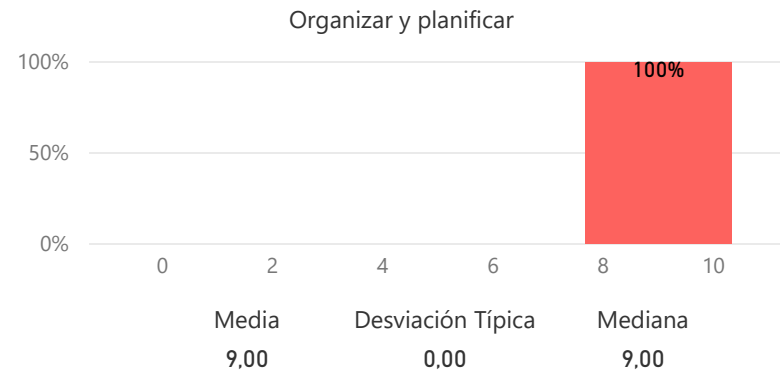 Organizar y planificar
100%
100%
50%
0%
0 2 4 6 8 10
Media Desviación Típica Mediana
9,00 0,00 9,00